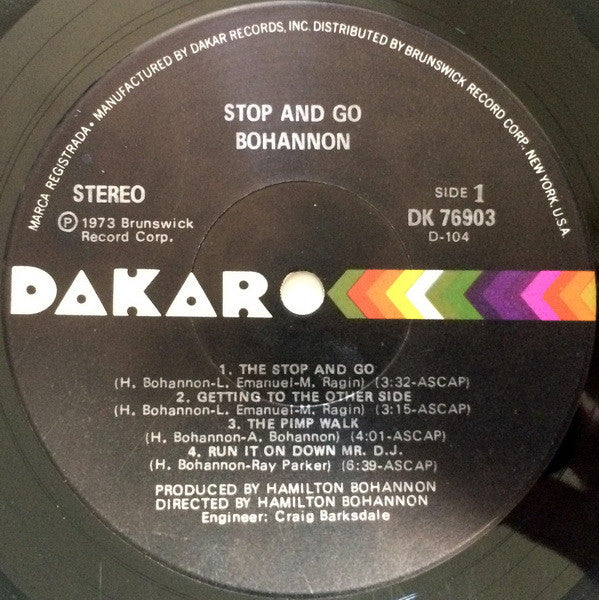 MARCA REGISTRADA • MANUFACTURED BY DAKAR RECORDS, INC. DISTRIBUTED BY BRUNSWICK RECORD CORP., NEW YORK, U.S.A.
STOP AND GO
BOHANNON
STEREO
SIDE 1
Ⓟ 1973 Brunswick
Record Corp.
DK 76903
D-104
DAKAR
1. THE STOP AND GO
(H. Bohannon-L. Emanuel-M. Ragin) (3:32-ASCAP)
2. GETTING TO THE OTHER SIDE
(H. Bohannon-L. Emanuel-M. Ragin) (3:15-ASCAP)
3. THE PIMP WALK
(H. Bohannon-A. Bohannon) (4:01-ASCAP)
4. RUN IT ON DOWN MR. D.J.
(H. Bohannon-Ray Parker) (6:39-ASCAP)
PRODUCED BY HAMILTON BOHANNON
DIRECTED BY HAMILTON BOHANNON
Engineer: Craig Barksdale